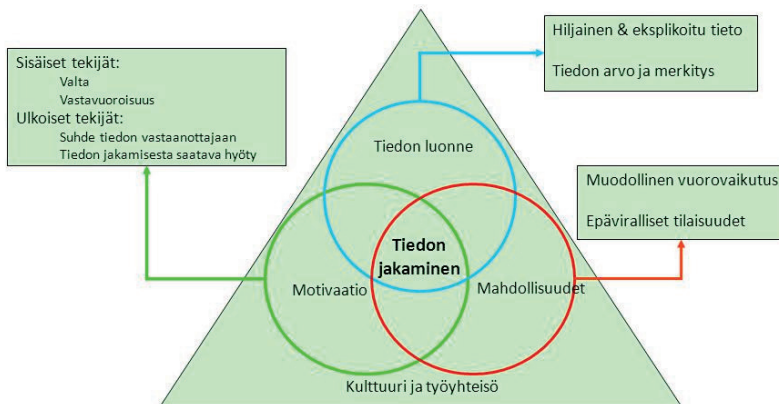 Sisäiset tekijät:
Valta
Vastavuoroisuus
Ulkoiset tekijät:
Suhde tiedon vastaanottajaan
Tiedon jakamisesta saatava hyöty
Hiljainen & eksplikoitu tieto
Tiedon arvo ja merkitys
Tiedon luonne
Muodollinen vuorovaikutus
Epäviralliset tilaisuudet
Tiedon
jakaminen
Motivaatio
Mahdollisuudet
Kulttuuri ja työyhteisö